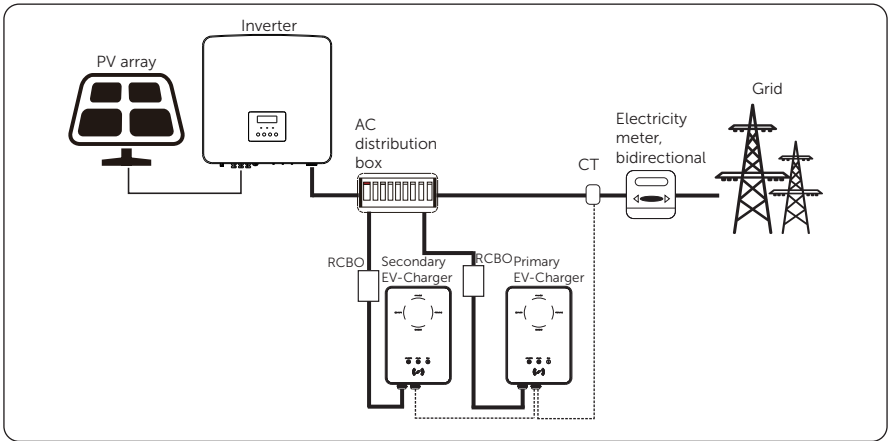 Inverter
PV array
Grid
AC
distribution
box
Electricity
meter,
bidirectional
CT
RCBO
Secondary
EV-Charger
RCBO
Primary
EV-Charger